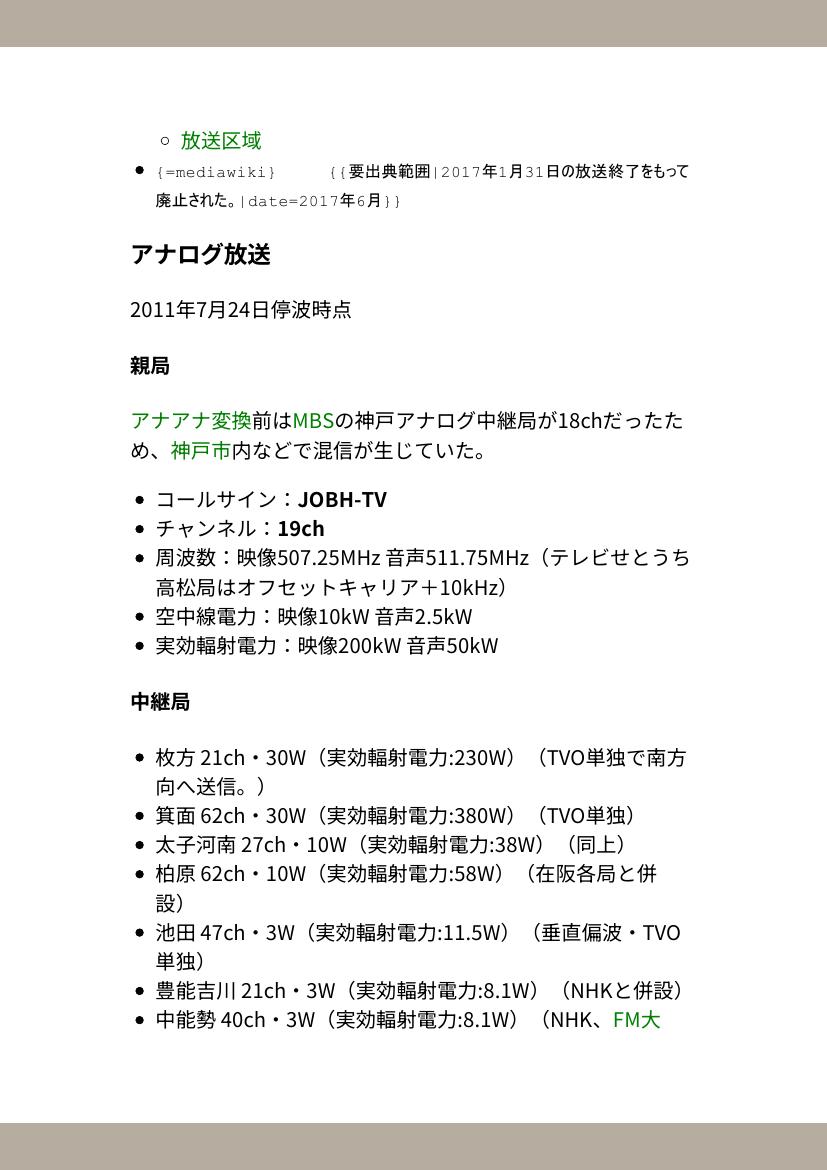 放送区域
{=mediawiki} {{要出典範囲|2017年1月31日の放送終了をもって
廃止された。|date=2017年6月}}
アナログ放送
2011年7月24日停波時点
親局
アナアナ変換前はMBSの神戸アナログ中継局が18chだったた
め、神戸市内などで混信が生じていた。
コールサイン：JOBH-TV
チャンネル：19ch
周波数：映像507.25MHz 音声511.75MHz（テレビせとうち
高松局はオフセットキャリア＋10kHz）
空中線電力：映像10kW 音声2.5kW
実効輻射電力：映像200kW 音声50kW
中継局
枚方 21ch・30W（実効輻射電力:230W）（TVO単独で南方
向へ送信。）
箕面 62ch・30W（実効輻射電力:380W）（TVO単独）
太子河南 27ch・10W（実効輻射電力:38W）（同上）
柏原 62ch・10W（実効輻射電力:58W）（在阪各局と併
設）
池田 47ch・3W（実効輻射電力:11.5W）（垂直偏波・TVO
単独）
豊能吉川 21ch・3W（実効輻射電力:8.1W）（NHKと併設）
中能勢 40ch・3W（実効輻射電力:8.1W）（NHK、FM大